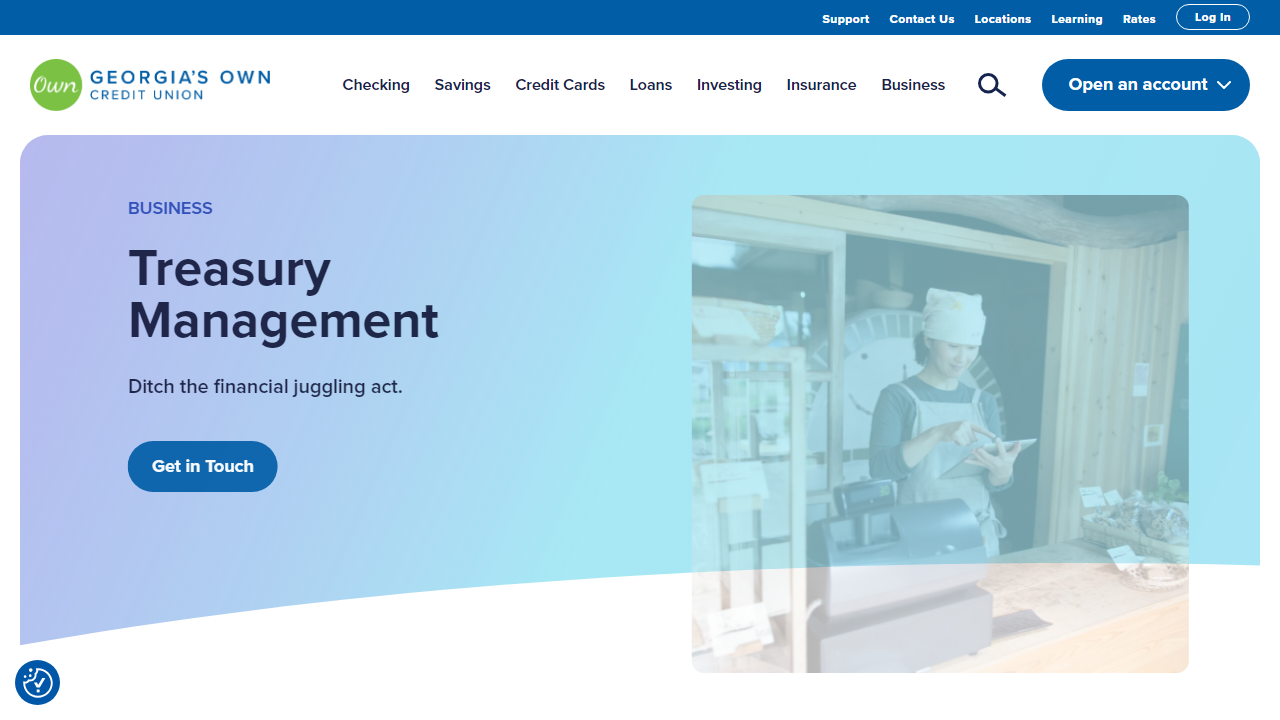 Support Contact Us Locations Learning Rates Log In
Own GEORGIA'S OWN
CREDIT UNION
Checking Savings Credit Cards Loans Investing Insurance Business Open an account
BUSINESS
Treasury
Management
Ditch the financial juggling act.
Get in Touch